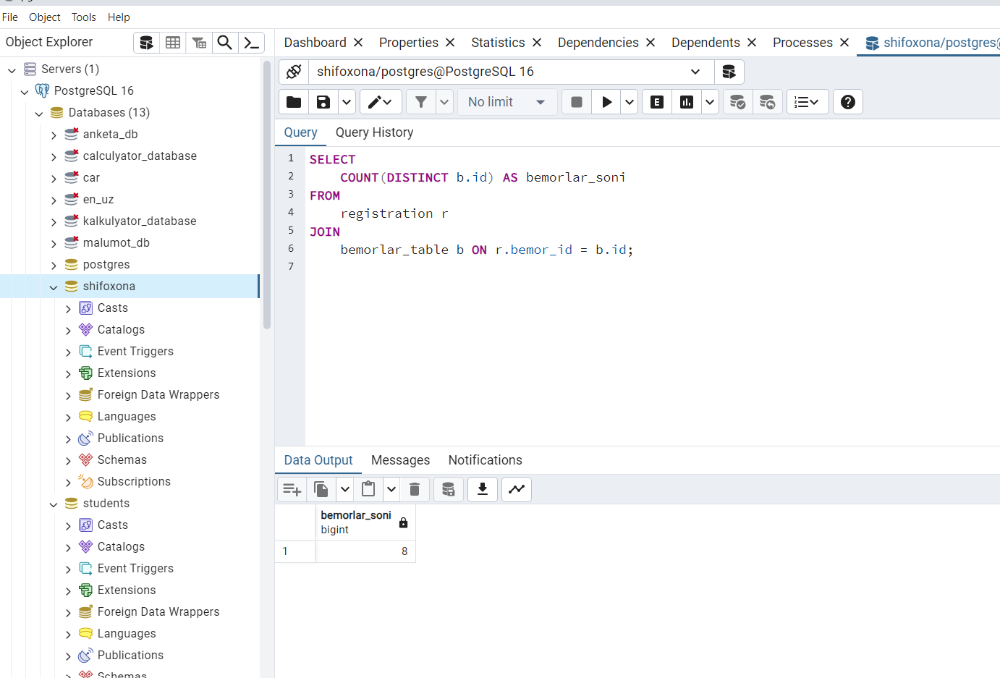 File Object Tools Help
Object Explorer
Dashboard Properties Statistics Dependencies Dependents Processes shifoxona/postgres@
Servers (1)
PostgreSQL 16
Databases (13)
anketa_db
calculyator_database
car
en_uz
kalkulyator_database
malumot_db
postgres
shifoxona
Casts
Catalogs
Event Triggers
Extensions
Foreign Data Wrappers
Languages
Publications
Schemas
Subscriptions
students
Casts
Catalogs
Event Triggers
Extensions
Foreign Data Wrappers
Languages
Publications
Schemas
shifoxona/postgres@PostgreSQL 16
No limit
E
Query Query History
1 SELECT
2 COUNT(DISTINCT b.id) AS bemorlar_soni
3 FROM
4 registration r
5 JOIN
6 bemorlar_table b ON r.bemor_id = b.id;
7
Data Output Messages Notifications
bemorlar_soni
bigint
1 8